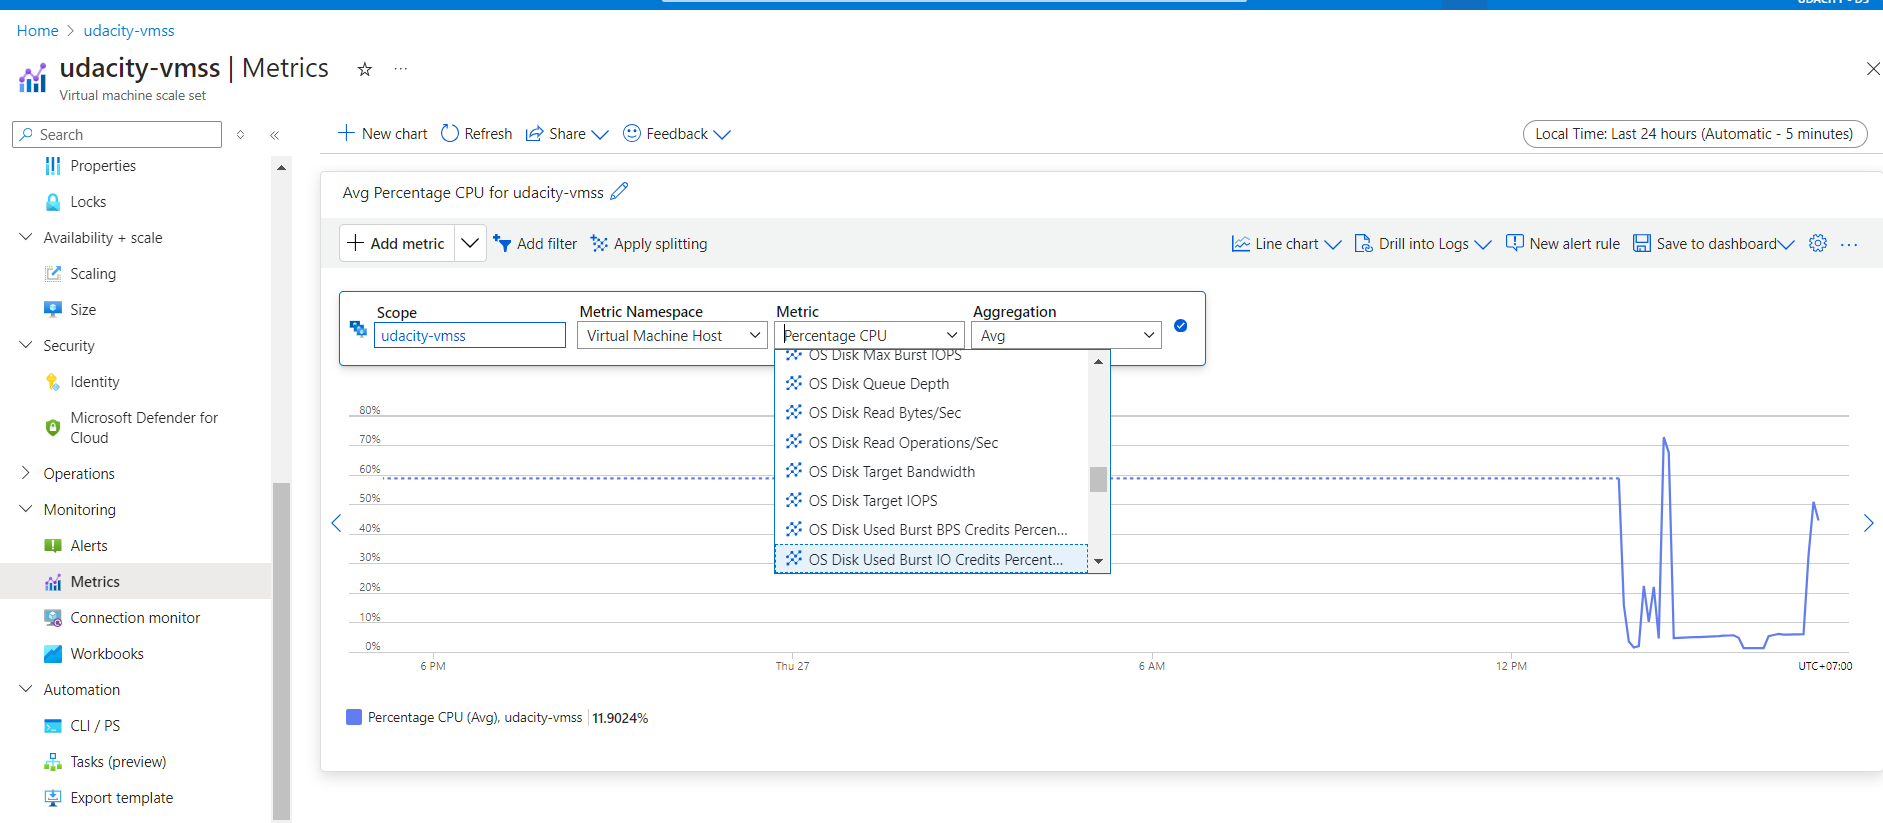 Home > udacity-vmss
udacity-vmss | Metrics
Virtual machine scale set
Search
Properties
Locks
Availability + scale
Scaling
Size
Security
Identity
Microsoft Defender for
Cloud
Operations
Monitoring
Alerts
Metrics
Connection monitor
Workbooks
Automation
CLI / PS
Tasks (preview)
Export template
New chart Refresh Share Feedback
Local Time: Last 24 hours (Automatic - 5 minutes)
Avg Percentage CPU for udacity-vmss
Add metric Add filter Apply splitting
Line chart Drill into Logs New alert rule Save to dashboard
Scope Metric Namespace Metric Aggregation
udacity-vmss Virtual Machine Host Percentage CPU Avg
OS Disk Max Burst IOPS
OS Disk Queue Depth
OS Disk Read Bytes/Sec
OS Disk Read Operations/Sec
OS Disk Target Bandwidth
OS Disk Target IOPS
OS Disk Used Burst BPS Credits Percen...
OS Disk Used Burst IO Credits Percent...
80%
70%
60%
50%
40%
30%
20%
10%
0%
6 PM Thu 27 6 AM 12 PM UTC+07:00
Percentage CPU (Avg), udacity-vmss | 11.9024%